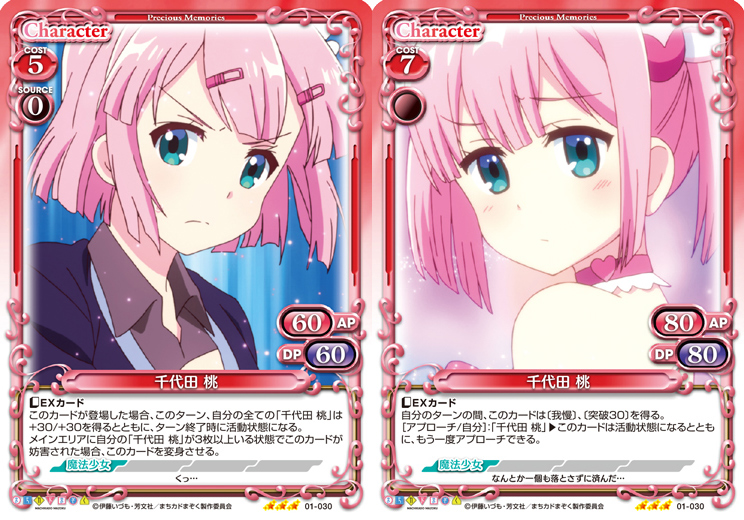 Precious Memories
Character
COST
5
SOURCE
0
60 AP
DP 60
千代田 桃
EXカード
このカードが登場した場合、このターン、自分の全ての「千代田 桃」は
+30/+30を得るとともに、ターン終了時に活動状態になる。
メインエリアに自分の「千代田 桃」が3枚以上いる状態でこのカードが
妨害された場合、このカードを変身させる。
魔法少女
くっ…
©伊藤いづも・芳文社／まちカドまぞく製作委員会
01-030
Precious Memories
Character
COST
7
80 AP
DP 80
千代田 桃
EXカード
自分のターンの間、このカードは［我慢］、［突破30］を得る。
［アプローチ/自分］：「千代田 桃」▶このカードは活動状態になるととも
に、もう一度アプローチできる。
魔法少女
なんとか一個も落とさずに済んだ…
©伊藤いづも・芳文社／まちカドまぞく製作委員会
01-030